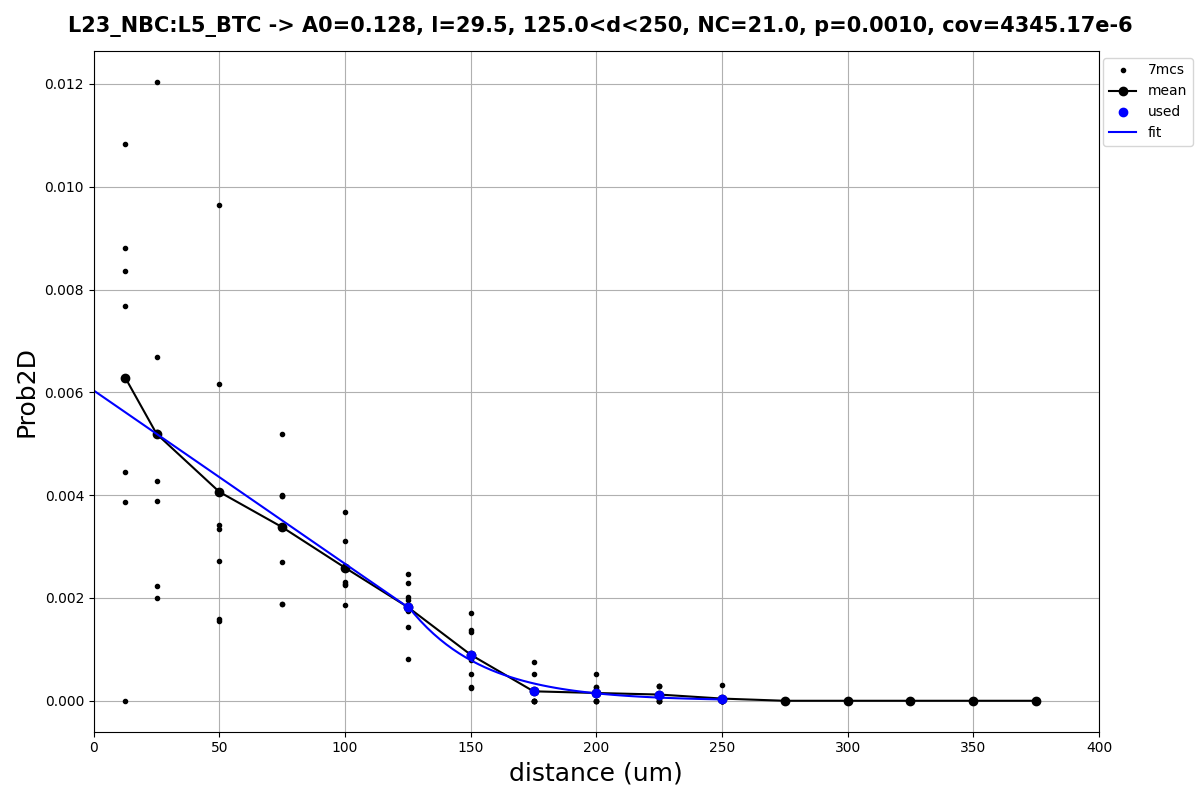 L23_NBC:L5_BTC -> A0=0.128, l=29.5, 125.0<d<250, NC=21.0, p=0.0010, cov=4345.17e-6
7mcs
mean
used
fit
Prob2D
0.012
0.010
0.008
0.006
0.004
0.002
0.000
0 50 100 150 200 250 300 350 400
distance (um)